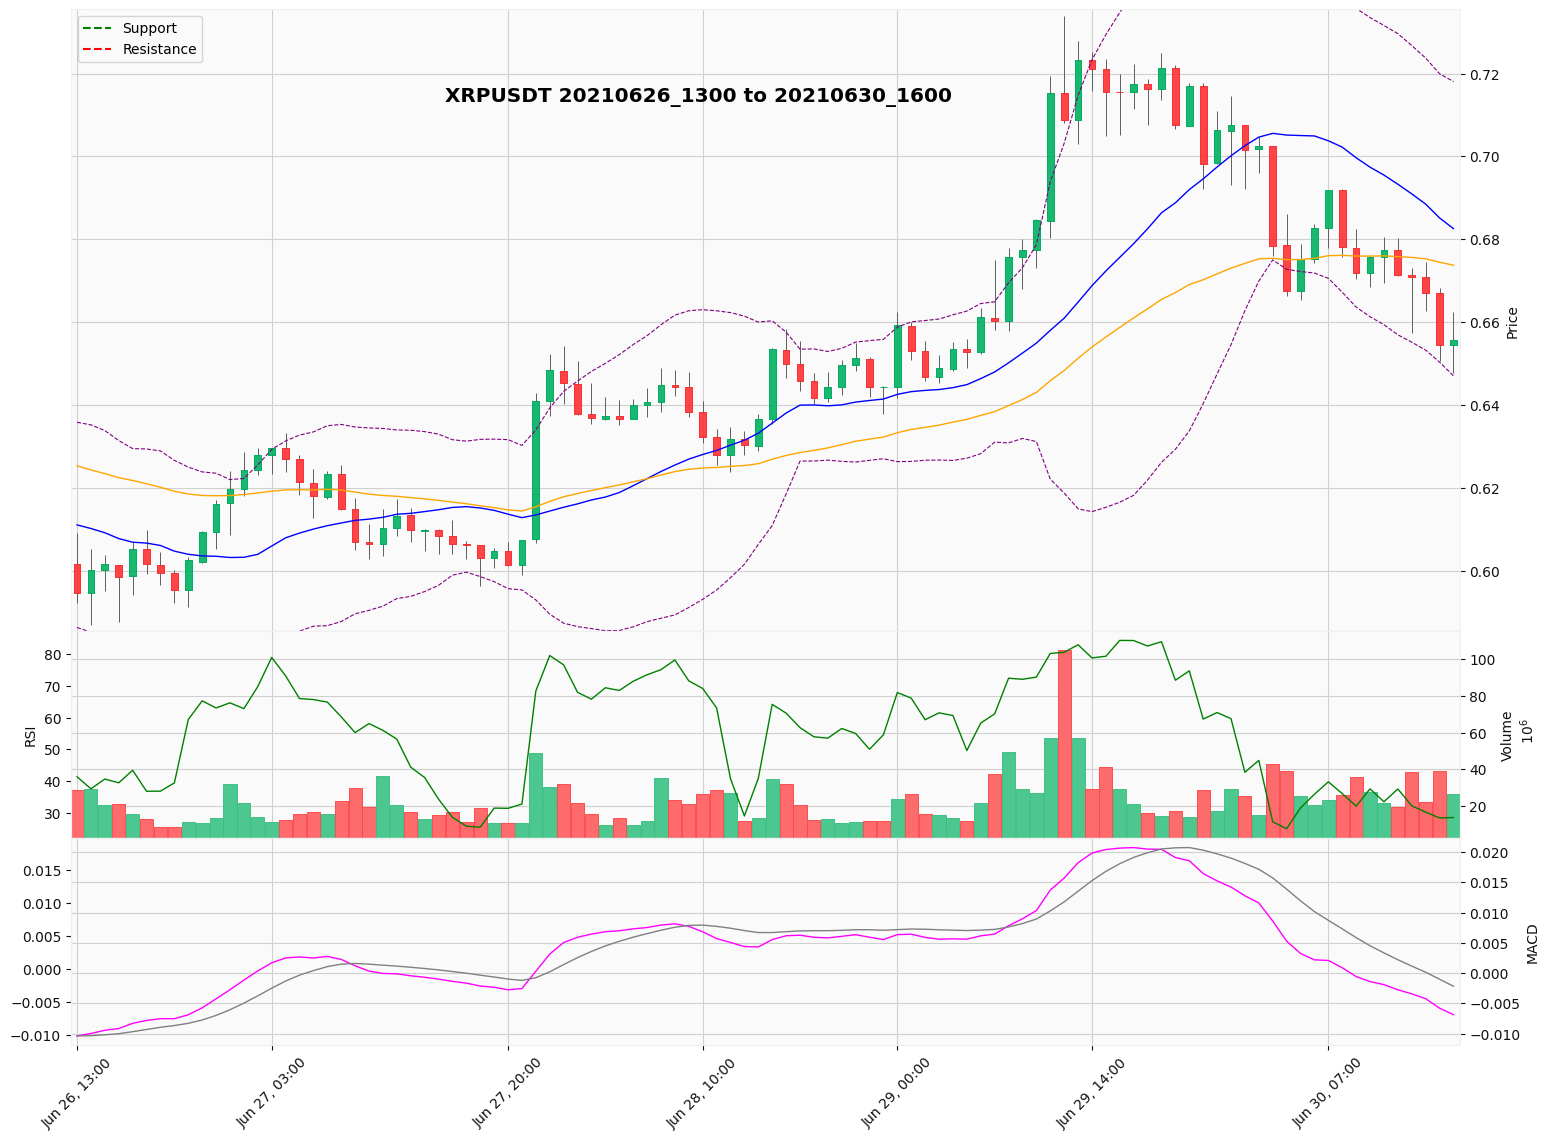 Support
Resistance
XRPUSDT 20210626_1300 to 20210630_1600
0.72
0.70
0.68
0.66
0.64
0.62
0.60
Price
80
70
60
50
40
30
RSI
100
80
60
40
20
Volume
10^6
0.015
0.010
0.005
0.000
−0.005
−0.010
0.020
0.015
0.010
0.005
0.000
−0.005
−0.010
MACD
Jun 26, 13:00
Jun 27, 03:00
Jun 27, 20:00
Jun 28, 10:00
Jun 29, 00:00
Jun 29, 14:00
Jun 30, 07:00